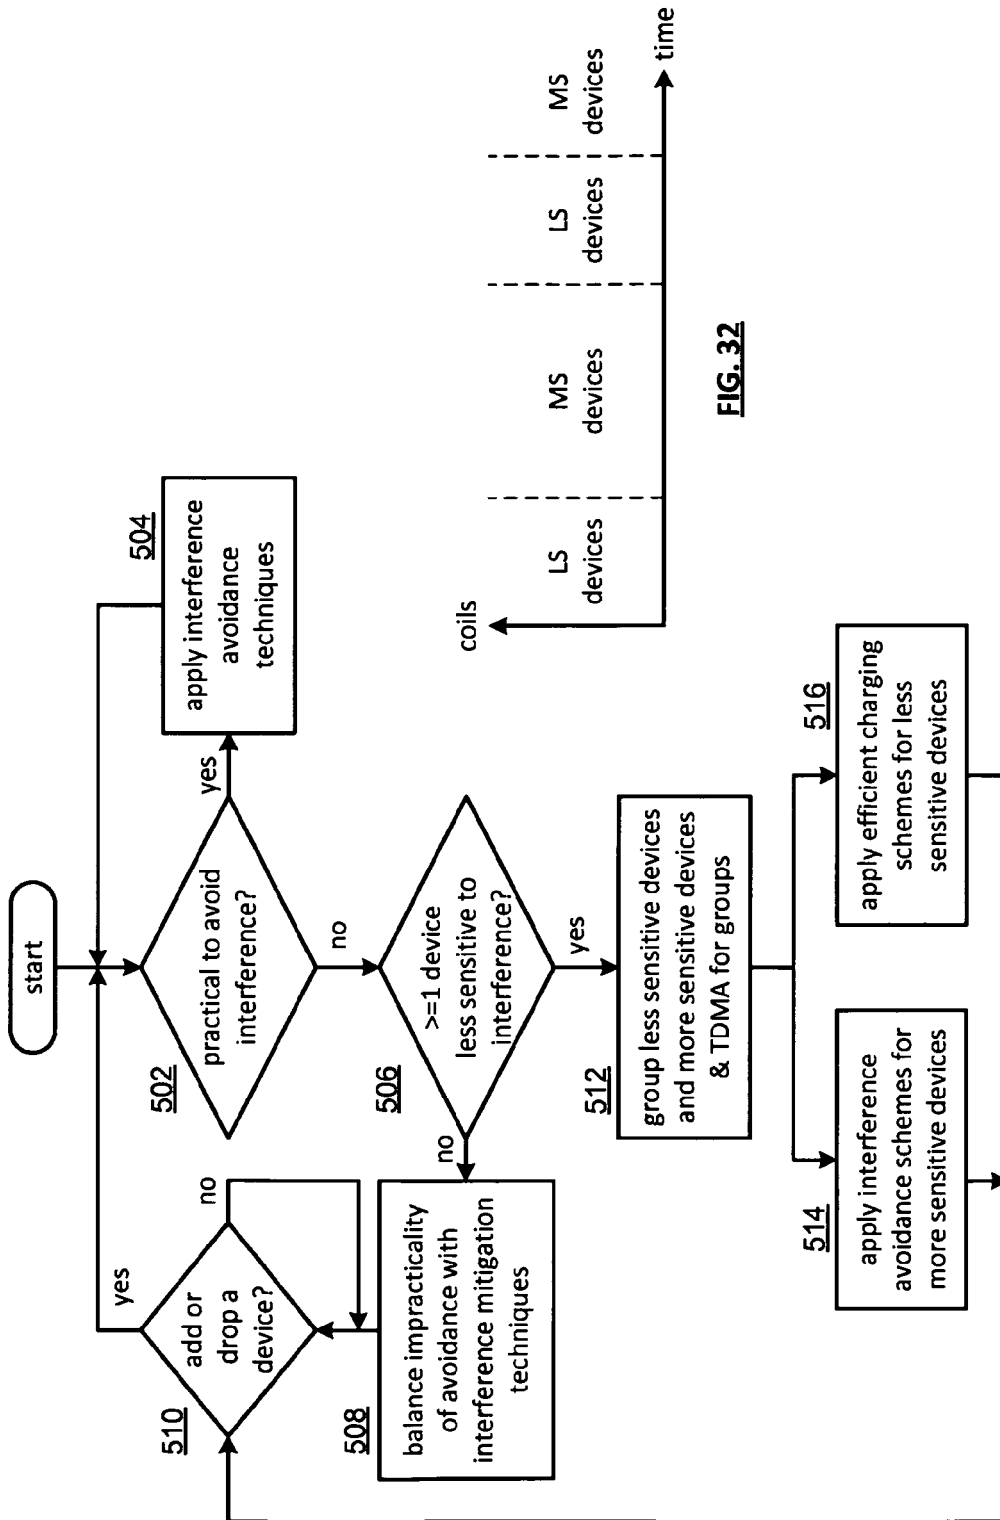 start
502
practical to avoid
interference?
yes
504
apply interference
avoidance
techniques
no
506
>=1 device
less sensitive to
interference?
no
508
balance impracticality
of avoidance with
interference mitigation
techniques
510
add or
drop a
device?
yes
no
yes
512
group less sensitive devices
and more sensitive devices
& TDMA for groups
514
apply interference
avoidance schemes for
more sensitive devices
516
apply efficient charging
schemes for less
sensitive devices
coils
LS
devices
MS
devices
LS
devices
MS
devices
time
FIG. 32